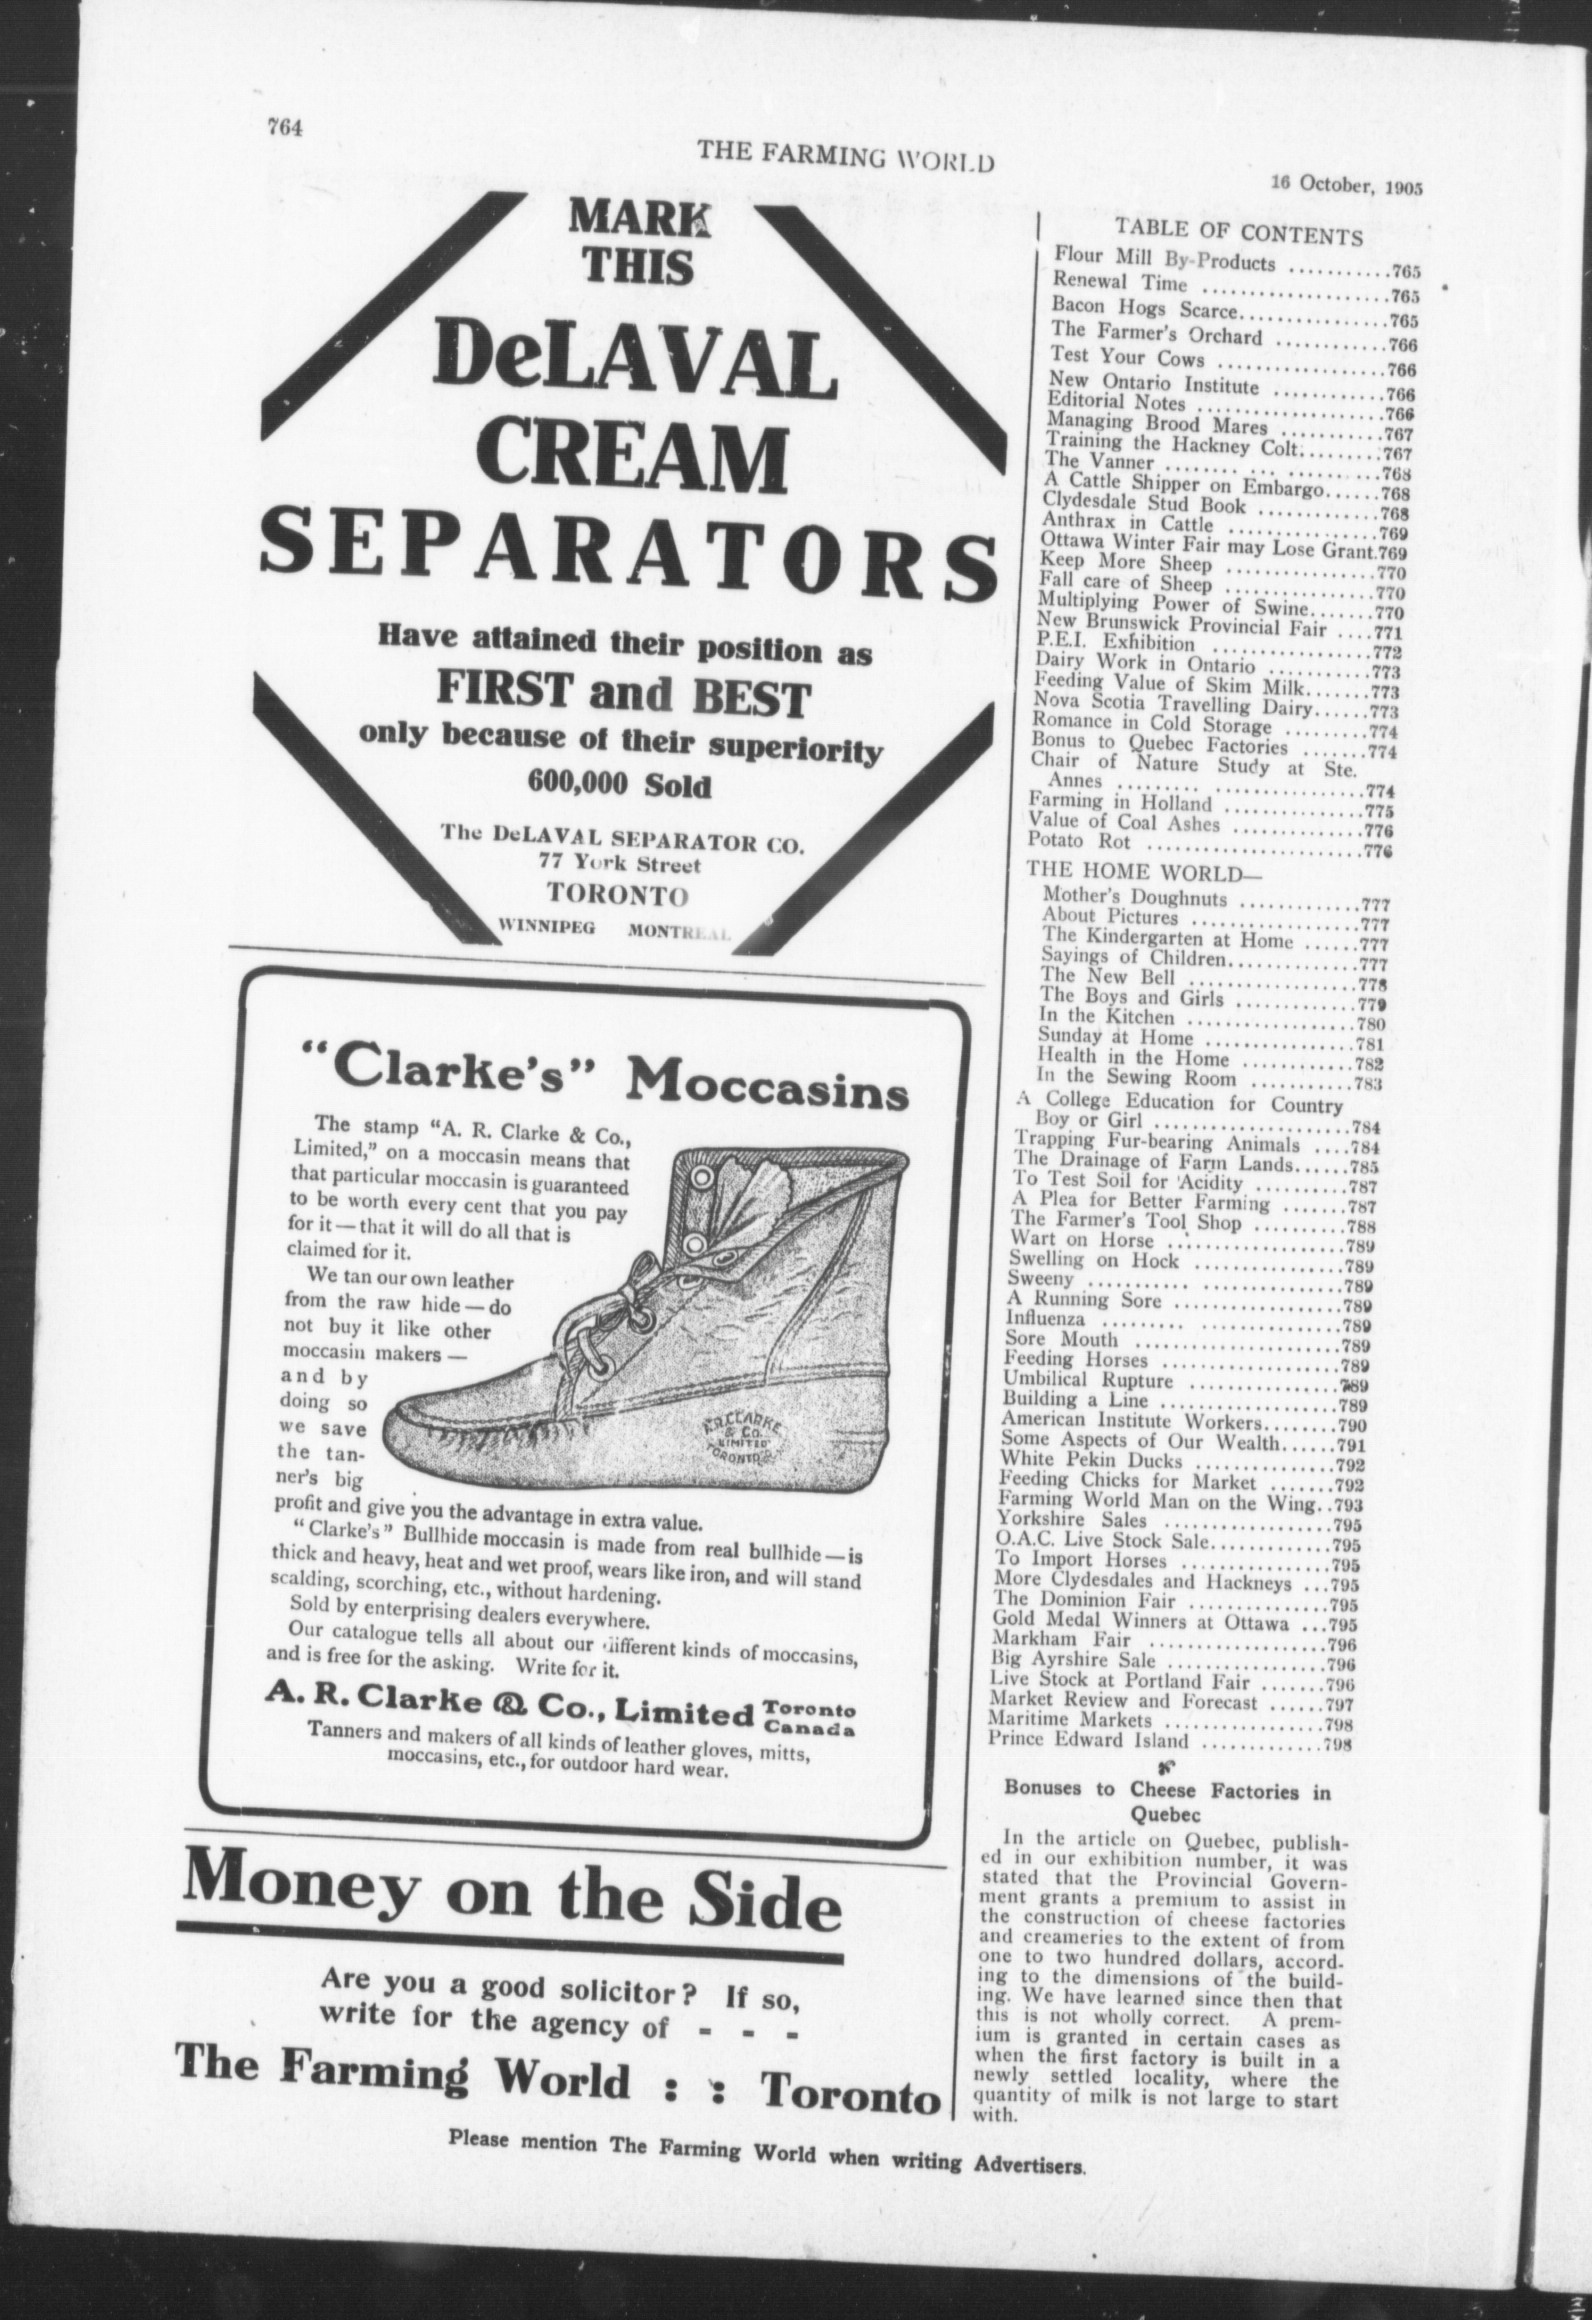 764
THE FARMING WORLD
16 October, 1905
MARK
THIS
DeLAVAL
CREAM
SEPARATORS
Have attained their position as
FIRST and BEST
only because of their superiority
600,000 Sold
The DeLAVAL SEPARATOR CO.
77 York Street
TORONTO
WINNIPEG MONTREAL
"Clarke's" Moccasins
The stamp "A. R. Clarke & Co.,
Limited," on a moccasin means that
that particular moccasin is guaranteed
to be worth every cent that you pay
for it — that it will do all that is
claimed for it.
We tan our own leather
from the raw hide — do
not buy it like other
moccasin makers —
and by
doing so
we save
the tan-
ner's big
profit and give you the advantage in extra value.
"Clarke's" Bullhide moccasin is made from real bullhide — is
thick and heavy, heat and wet proof, wears like iron, and will stand
scalding, scorching, etc., without hardening.
Sold by enterprising dealers everywhere.
Our catalogue tells all about our different kinds of moccasins,
and is free for the asking. Write for it.
A. R. Clarke & Co., Limited Toronto
Canada
Tanners and makers of all kinds of leather gloves, mitts,
moccasins, etc., for outdoor hard wear.
A.R. CLARKE
& CO.
LIMITED
TORONTO
Money on the Side
Are you a good solicitor? If so,
write for the agency of - - -
The Farming World : : Toronto
TABLE OF CONTENTS
Flour Mill By-Products ...........765
Renewal Time ....................765
Bacon Hogs Scarce................765
The Farmer's Orchard ............766
Test Your Cows ..................766
New Ontario Institute ............766
Editorial Notes ....................766
Managing Brood Mares ...........767
Training the Hackney Colt.........767
The Vanner ........ ... ..........768
A Cattle Shipper on Embargo......768
Clydesdale Stud Book .............768
Anthrax in Cattle ................769
Ottawa Winter Fair may Lose Grant.769
Keep More Sheep ................770
Fall care of Sheep ................770
Multiplying Power of Swine.......770
New Brunswick Provincial Fair ....771
P.E.I. Exhibition .................772
Dairy Work in Ontario ...........773
Feeding Value of Skim Milk.......773
Nova Scotia Travelling Dairy......773
Romance in Cold Storage .........774
Bonus to Quebec Factories .......774
Chair of Nature Study at Ste.
Annes ......... ................774
Farming in Holland ..............775
Value of Coal Ashes ..............776
Potato Rot .......................776
THE HOME WORLD—
Mother's Doughnuts .............777
About Pictures ..................777
The Kindergarten at Home ......777
Sayings of Children..............777
The New Bell ..................778
The Boys and Girls .............779
In the Kitchen ..................780
Sunday at Home ................781
Health in the Home ............782
In the Sewing Room ...........783
A College Education for Country
Boy or Girl .....................784
Trapping Fur-bearing Animals ....784
The Drainage of Farm Lands......785
To Test Soil for Acidity ..........787
A Plea for Better Farming .......787
The Farmer's Tool Shop ..........788
Wart on Horse ...................789
Swelling on Hock ................789
Sweeny ........... ...............789
A Running Sore ..................789
Influenza ......... ...............789
Sore Mouth ......................789
Feeding Horses ...................789
Umbilical Rupture ................789
Building a Line ...................789
American Institute Workers........790
Some Aspects of Our Wealth......791
White Pekin Ducks ...............792
Feeding Chicks for Market .......792
Farming World Man on the Wing..793
Yorkshire Sales ..................795
O.A.C. Live Stock Sale.............795
To Import Horses ................795
More Clydesdales and Hackneys ...795
The Dominion Fair ...............795
Gold Medal Winners at Ottawa ...795
Markham Fair ...................796
Big Ayrshire Sale .................796
Live Stock at Portland Fair .......796
Market Review and Forecast ......797
Maritime Markets .................798
Prince Edward Island .............798
Bonuses to Cheese Factories in
Quebec
In the article on Quebec, publish-
ed in our exhibition number, it was
stated that the Provincial Govern-
ment grants a premium to assist in
the construction of cheese factories
and creameries to the extent of from
one to two hundred dollars, accord-
ing to the dimensions of the build-
ing. We have learned since then that
this is not wholly correct. A prem-
ium is granted in certain cases as
when the first factory is built in a
newly settled locality, where the
quantity of milk is not large to start
with.
Please mention The Farming World when writing Advertisers.